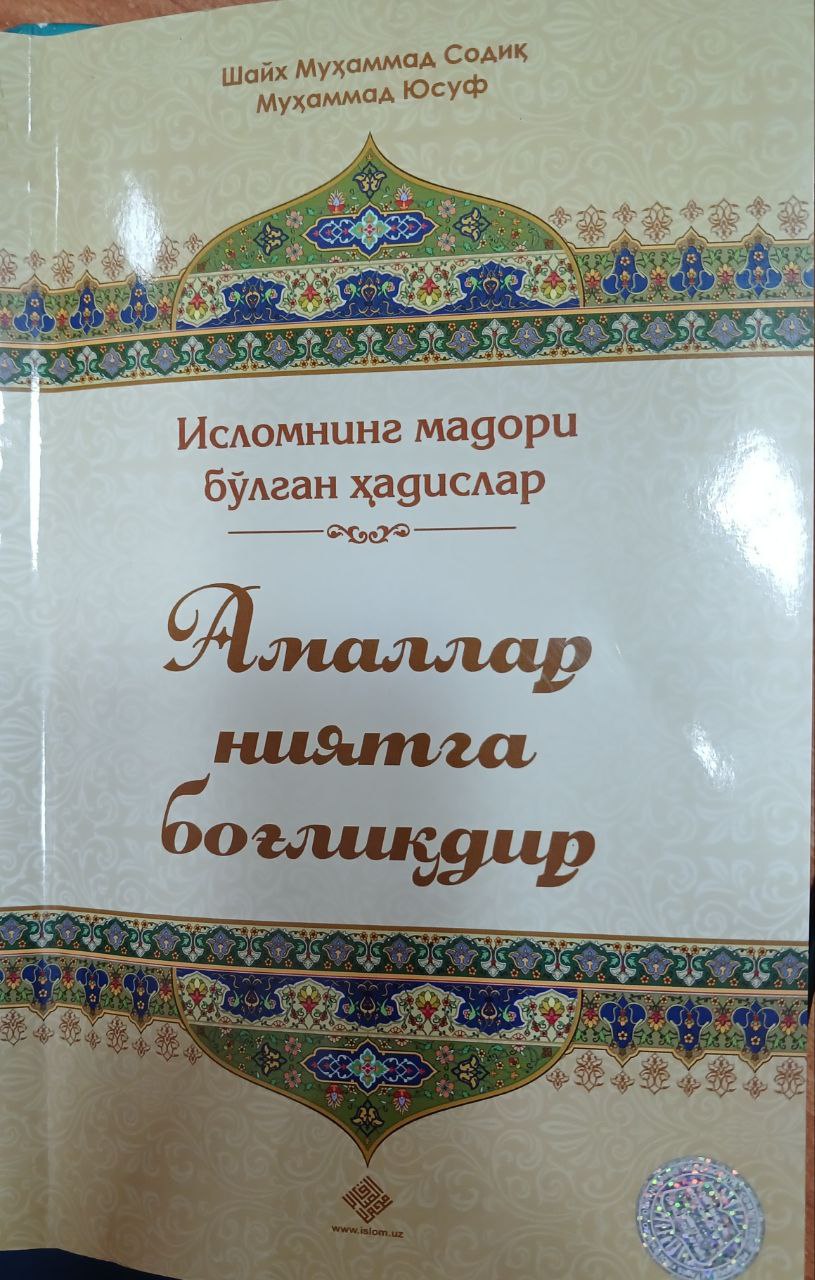 Шайх Муҳаммад Содиқ
Муҳаммад Юсуф
Исломнинг мадори
бўлган ҳадислар
Амаллар
ниятга
боғлиқдир
www.islom.uz